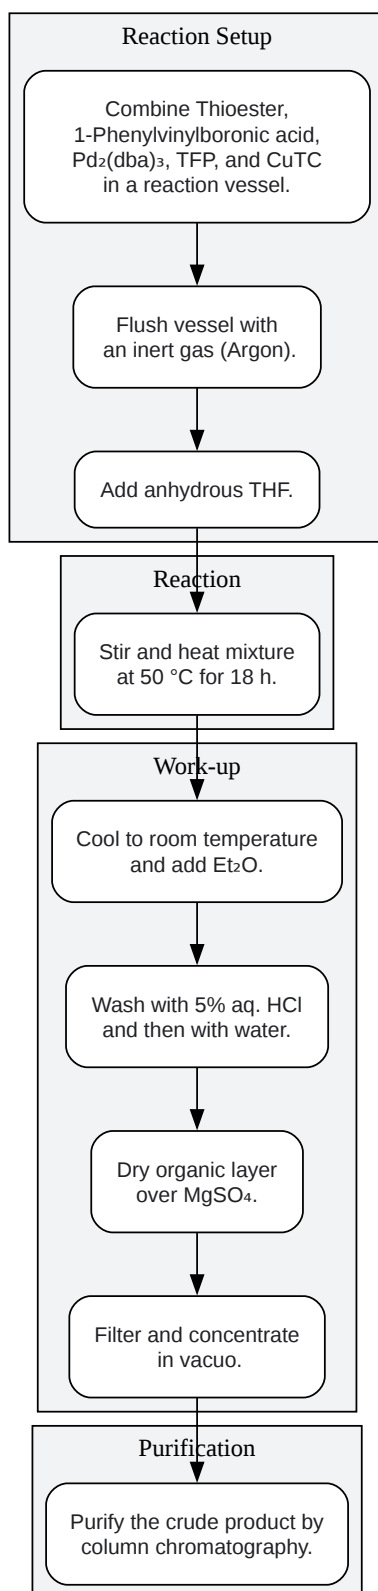 Reaction Setup
Combine Thioester,
1-Phenylvinylboronic acid,
Pd₂(dba)₃, TFP, and CuTC
in a reaction vessel.
Flush vessel with
an inert gas (Argon).
Add anhydrous THF.
Reaction
Stir and heat mixture
at 50 °C for 18 h.
Work-up
Cool to room temperature
and add Et₂O.
Wash with 5% aq. HCl
and then with water.
Dry organic layer
over MgSO₄.
Filter and concentrate
in vacuo.
Purification
Purify the crude product by
column chromatography.